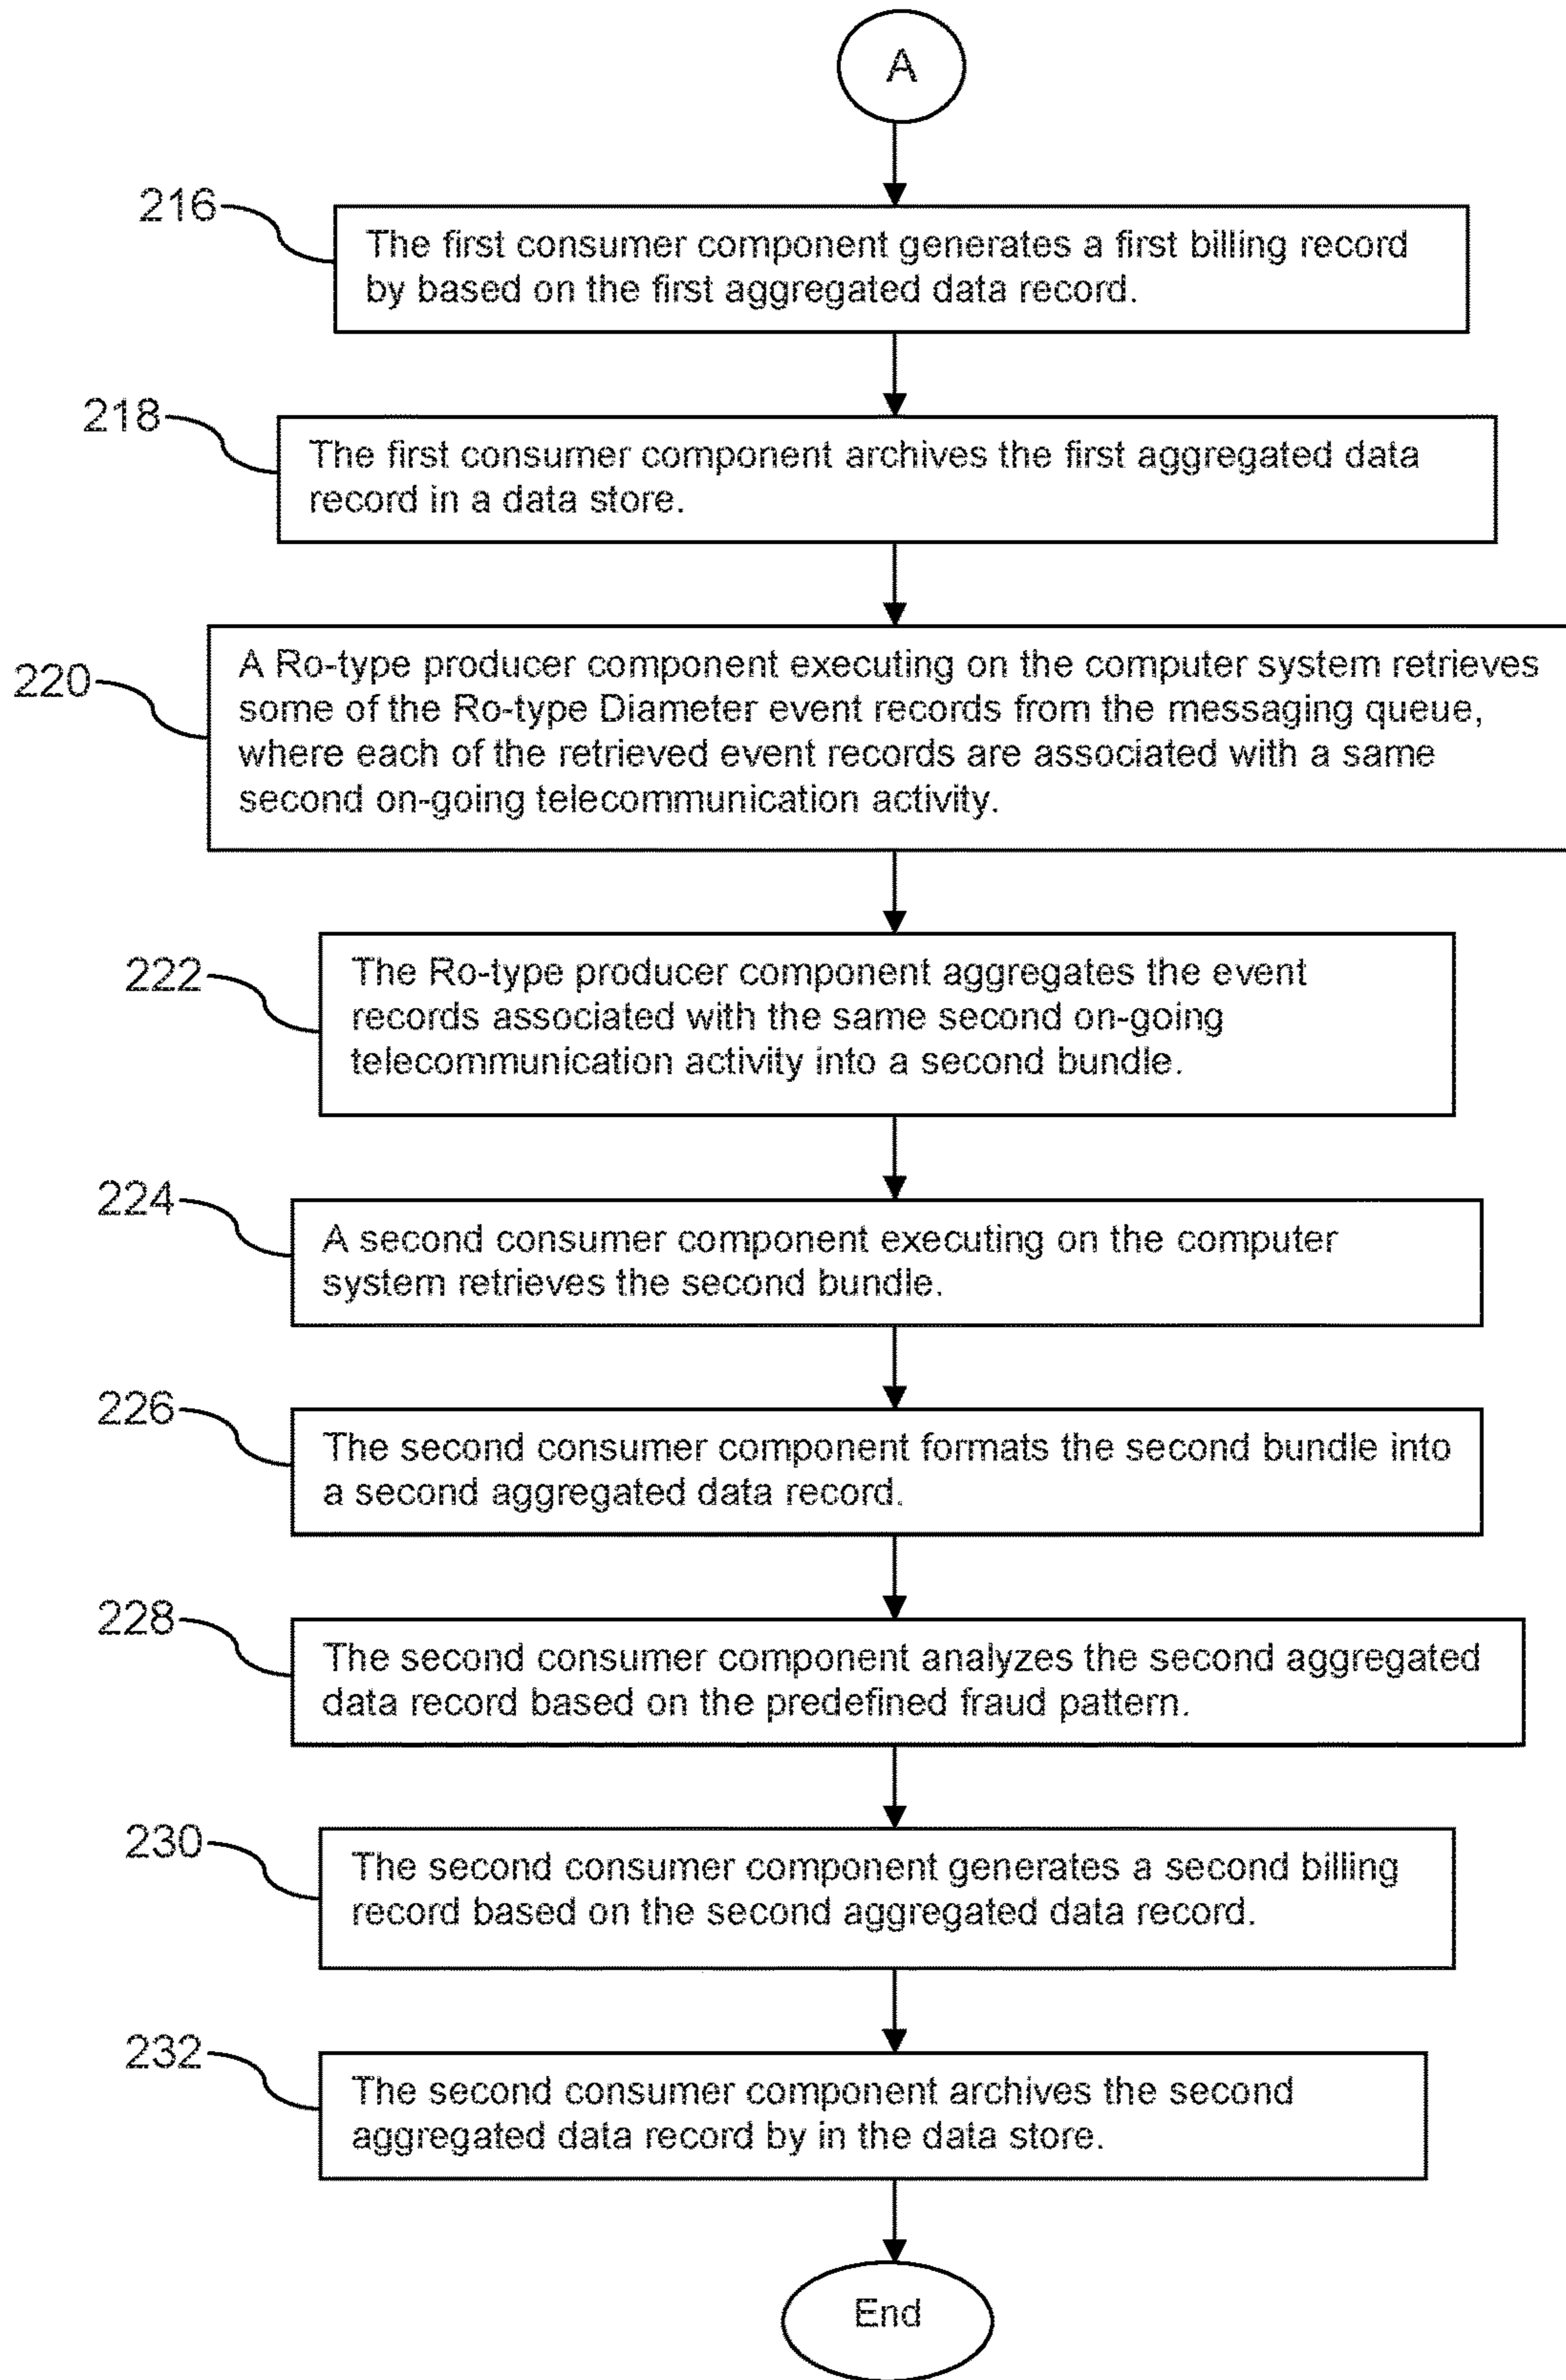 A
216
The first consumer component generates a first billing record
by based on the first aggregated data record.
218
The first consumer component archives the first aggregated data
record in a data store.
220
A Ro-type producer component executing on the computer system retrieves
some of the Ro-type Diameter event records from the messaging queue,
where each of the retrieved event records are associated with a same
second on-going telecommunication activity.
222
The Ro-type producer component aggregates the event
records associated with the same second on-going
telecommunication activity into a second bundle.
224
A second consumer component executing on the computer
system retrieves the second bundle.
226
The second consumer component formats the second bundle into
a second aggregated data record.
228
The second consumer component analyzes the second aggregated
data record based on the predefined fraud pattern.
230
The second consumer component generates a second billing
record based on the second aggregated data record.
232
The second consumer component archives the second
aggregated data record by in the data store.
End